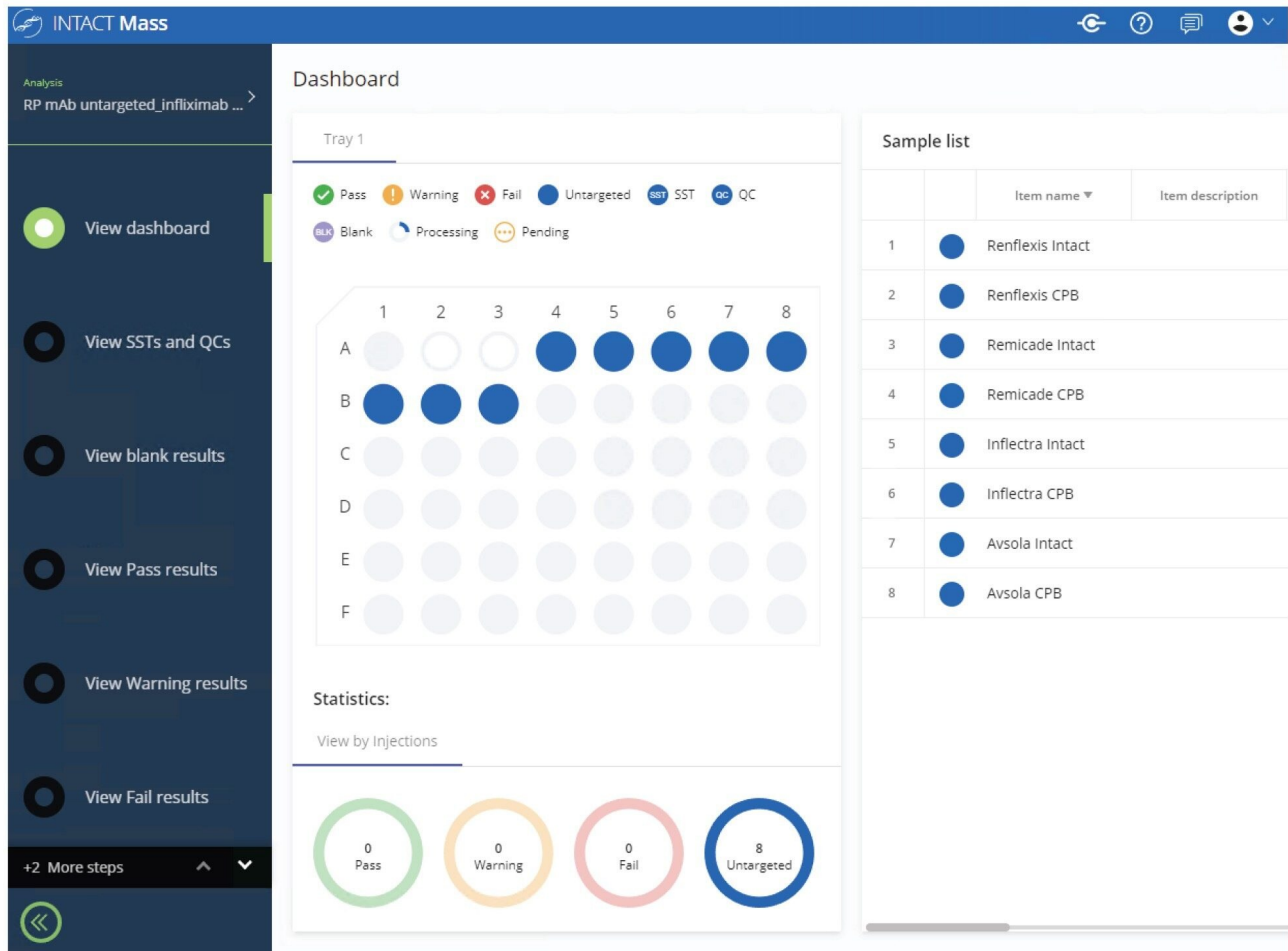 INTACT Mass
Analysis
RP mAb untargeted_infliximab ...
View dashboard
View SSTs and QCs
View blank results
View Pass results
View Warning results
View Fail results
+2 More steps
Dashboard
Tray 1
Pass Warning Fail Untargeted SST SST QC QC
BLK Blank Processing Pending
1 2 3 4 5 6 7 8
A
B
C
D
E
F
Statistics:
View by Injections
0
Pass
0
Warning
0
Fail
8
Untargeted
Sample list
Item name Item description
1 Renflexis Intact
2 Renflexis CPB
3 Remicade Intact
4 Remicade CPB
5 Inflectra Intact
6 Inflectra CPB
7 Avsola Intact
8 Avsola CPB